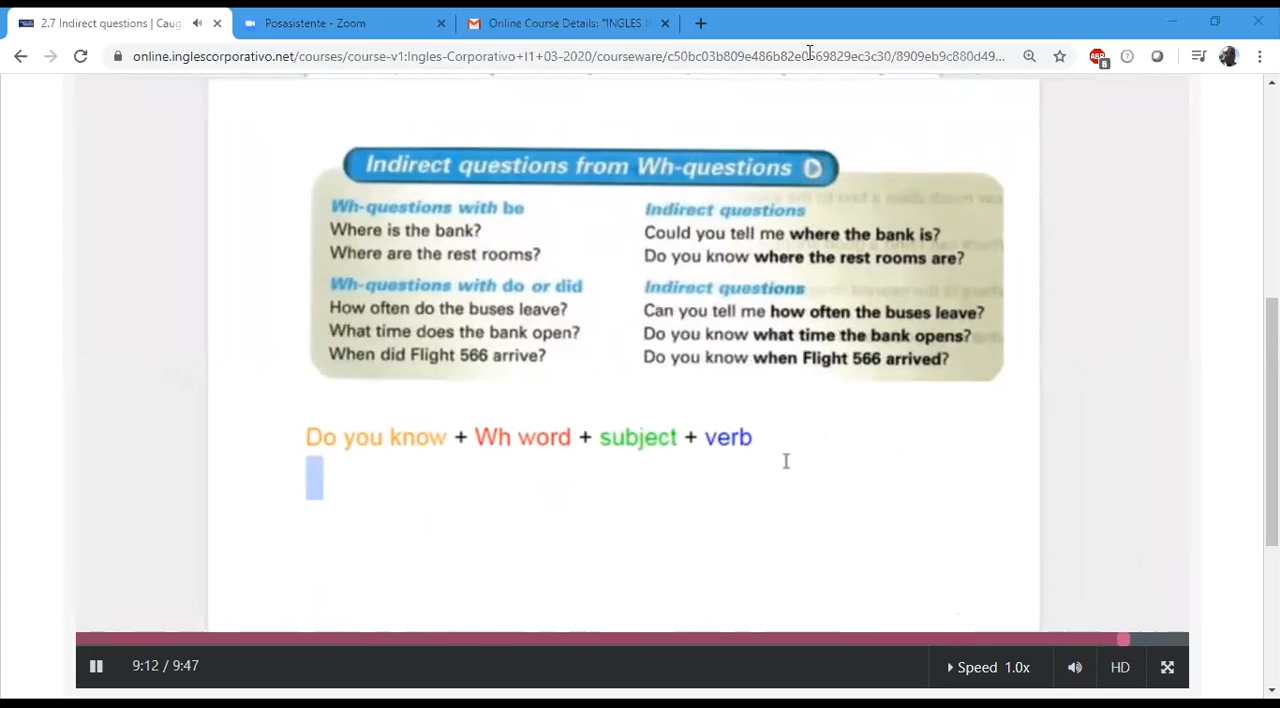 2.7 Indirect questions | Caug
Posasistente - Zoom
Online Course Details: "INGLES I
online.inglescorporativo.net/courses/course-v1:Ingles-Corporativo+I1+03-2020/courseware/c50bc03b809e486b82e0569829ec3c30/8909eb9c880d49...
8
Indirect questions from Wh-questions
Wh-questions with be
Where is the bank?
Where are the rest rooms?
Wh-questions with do or did
How often do the buses leave?
What time does the bank open?
When did Flight 566 arrive?
Indirect questions
Could you tell me where the bank is?
Do you know where the rest rooms are?
Indirect questions
Can you tell me how often the buses leave?
Do you know what time the bank opens?
Do you know when Flight 566 arrived?
Do you know + Wh word + subject + verb
9:12 / 9:47
Speed 1.0x
HD